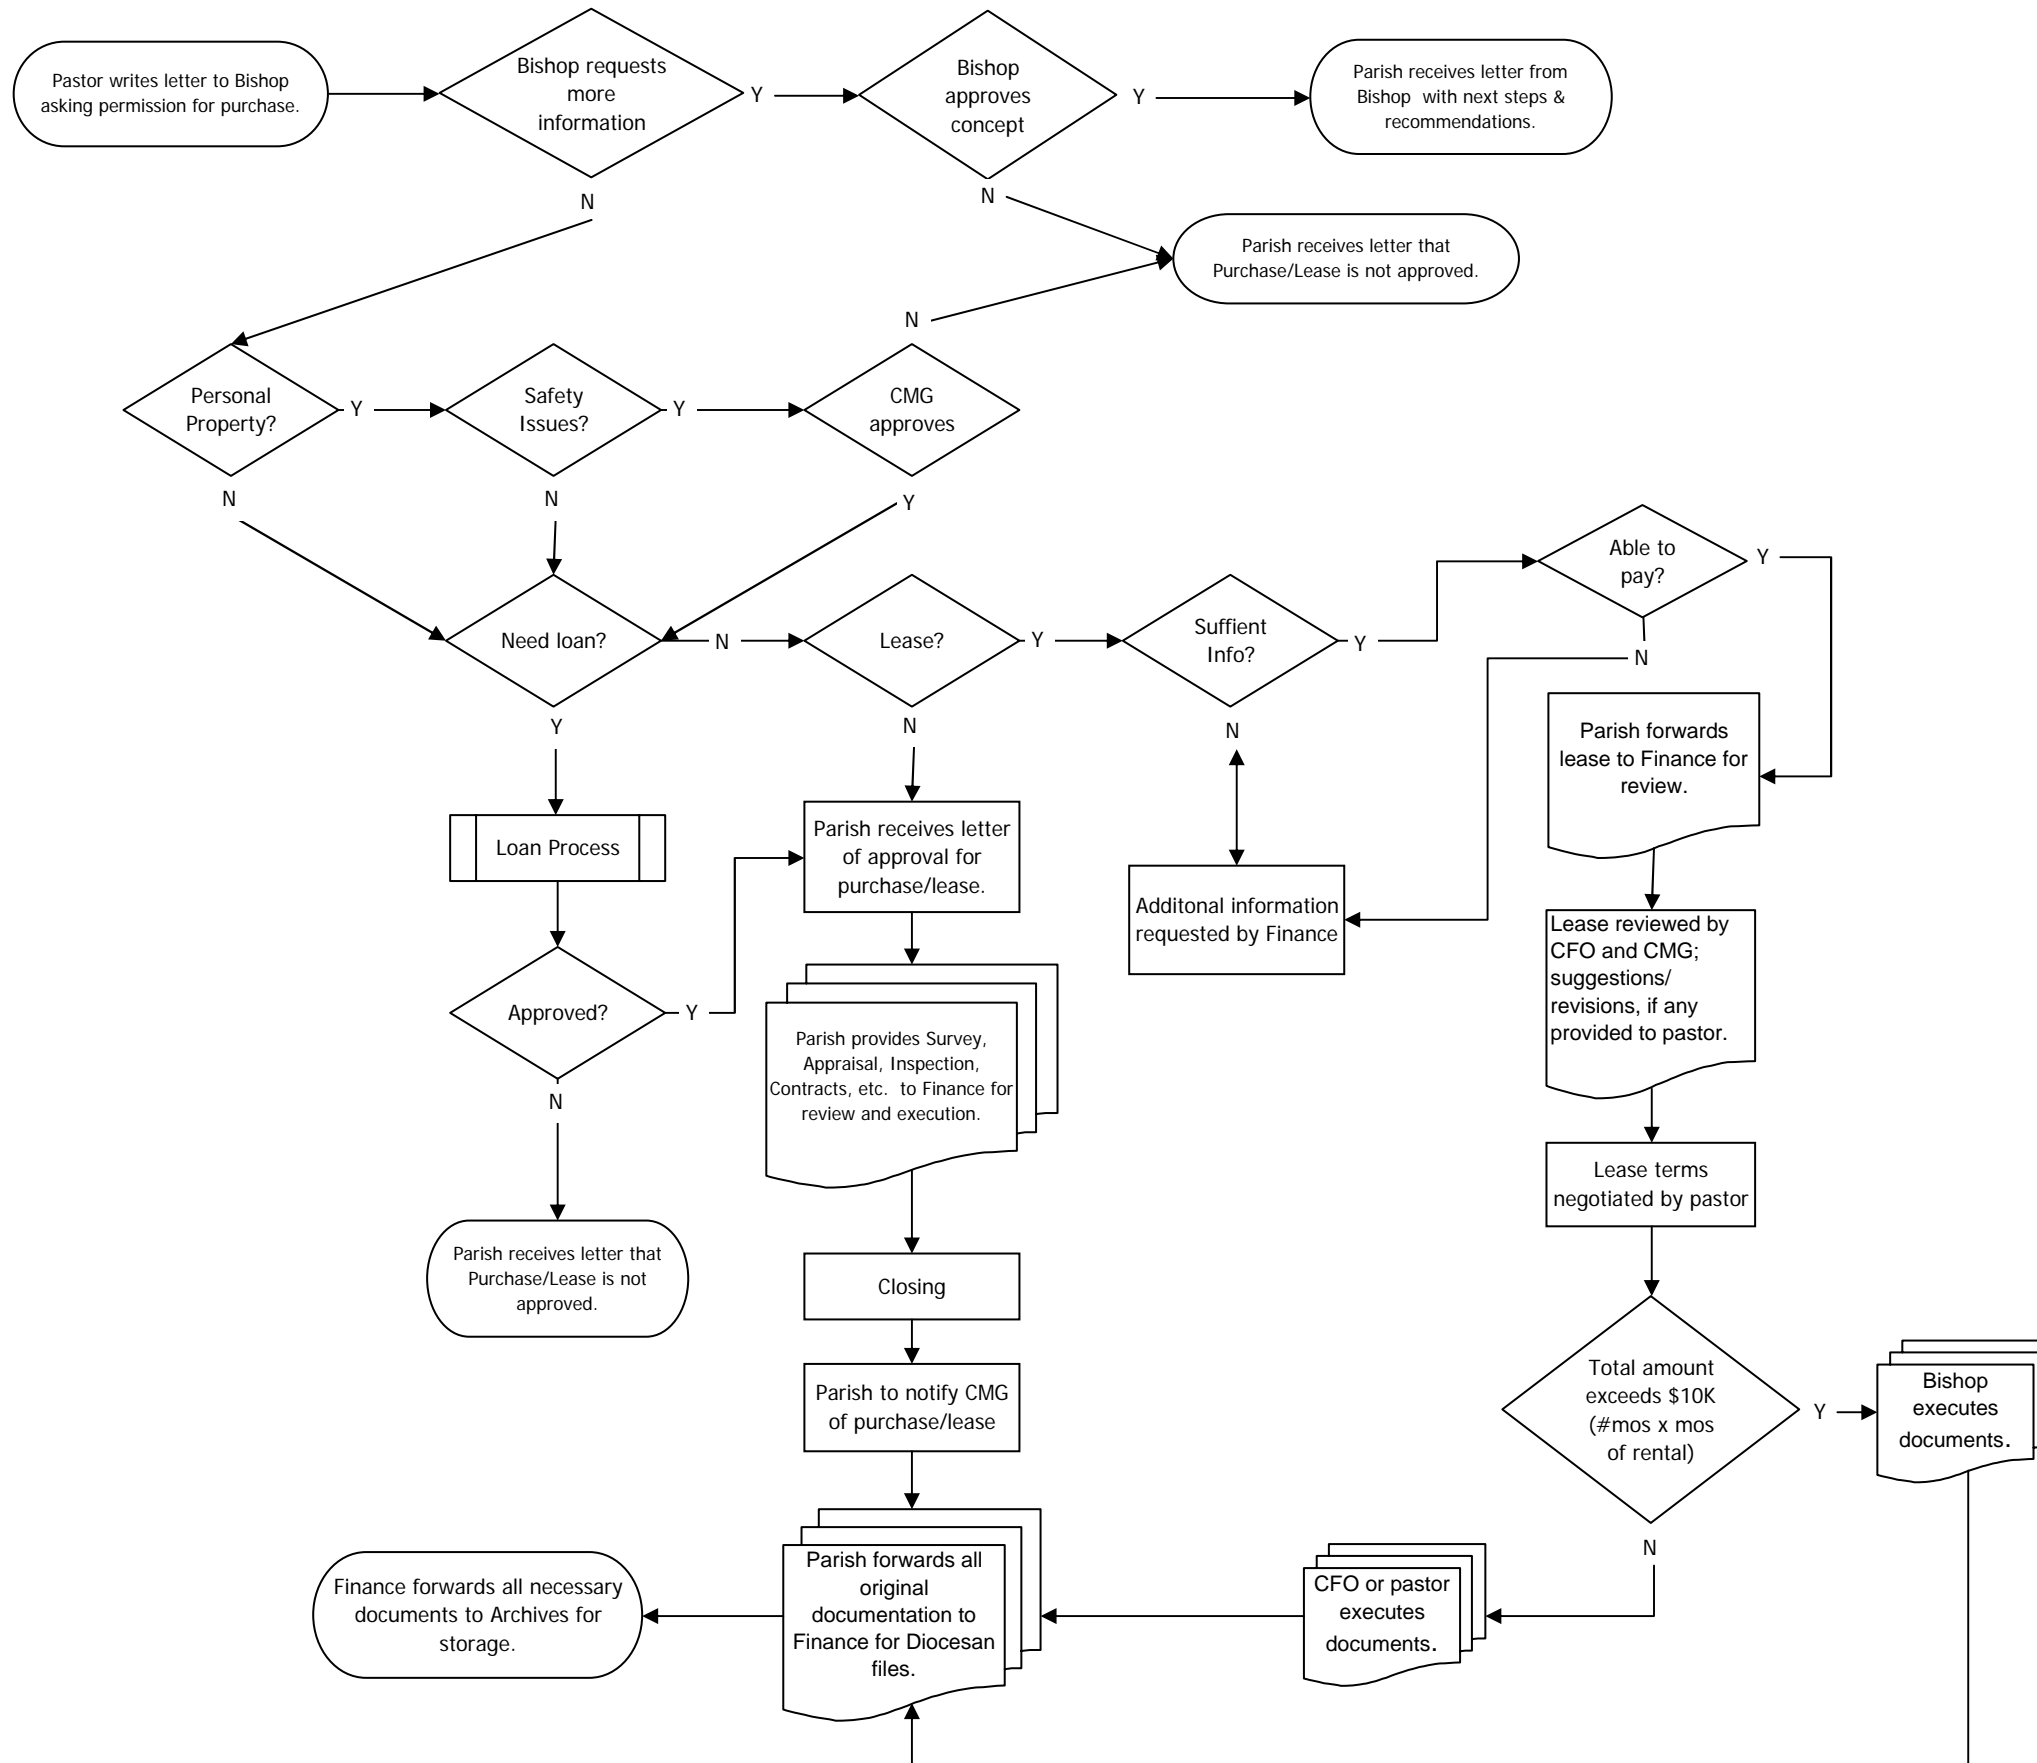 Pastor writes letter to Bishop
asking permission for purchase.
Bishop requests
more
information
Y
Bishop
approves
concept
Y
Parish receives letter from
Bishop with next steps &
recommendations.
N
N
Parish receives letter that
Purchase/Lease is not approved.
N
Personal
Property?
Y
Safety
Issues?
Y
CMG
approves
N
N
Y
Need loan?
N
Lease?
Y
Suffient
Info?
Y
Able to
pay?
Y
N
Y
N
N
Parish forwards
lease to Finance for
review.
Loan Process
Parish receives letter
of approval for
purchase/lease.
Additonal information
requested by Finance
Lease reviewed by
CFO and CMG;
suggestions/
revisions, if any
provided to pastor.
Approved?
Y
Parish provides Survey,
Appraisal, Inspection,
Contracts, etc. to Finance for
review and execution.
N
Lease terms
negotiated by pastor
Parish receives letter that
Purchase/Lease is not
approved.
Closing
Total amount
exceeds $10K
(#mos x mos
of rental)
Y
Bishop
executes
documents.
Parish to notify CMG
of purchase/lease
N
Finance forwards all necessary
documents to Archives for
storage.
Parish forwards all
original
documentation to
Finance for Diocesan
files.
CFO or pastor
executes
documents.